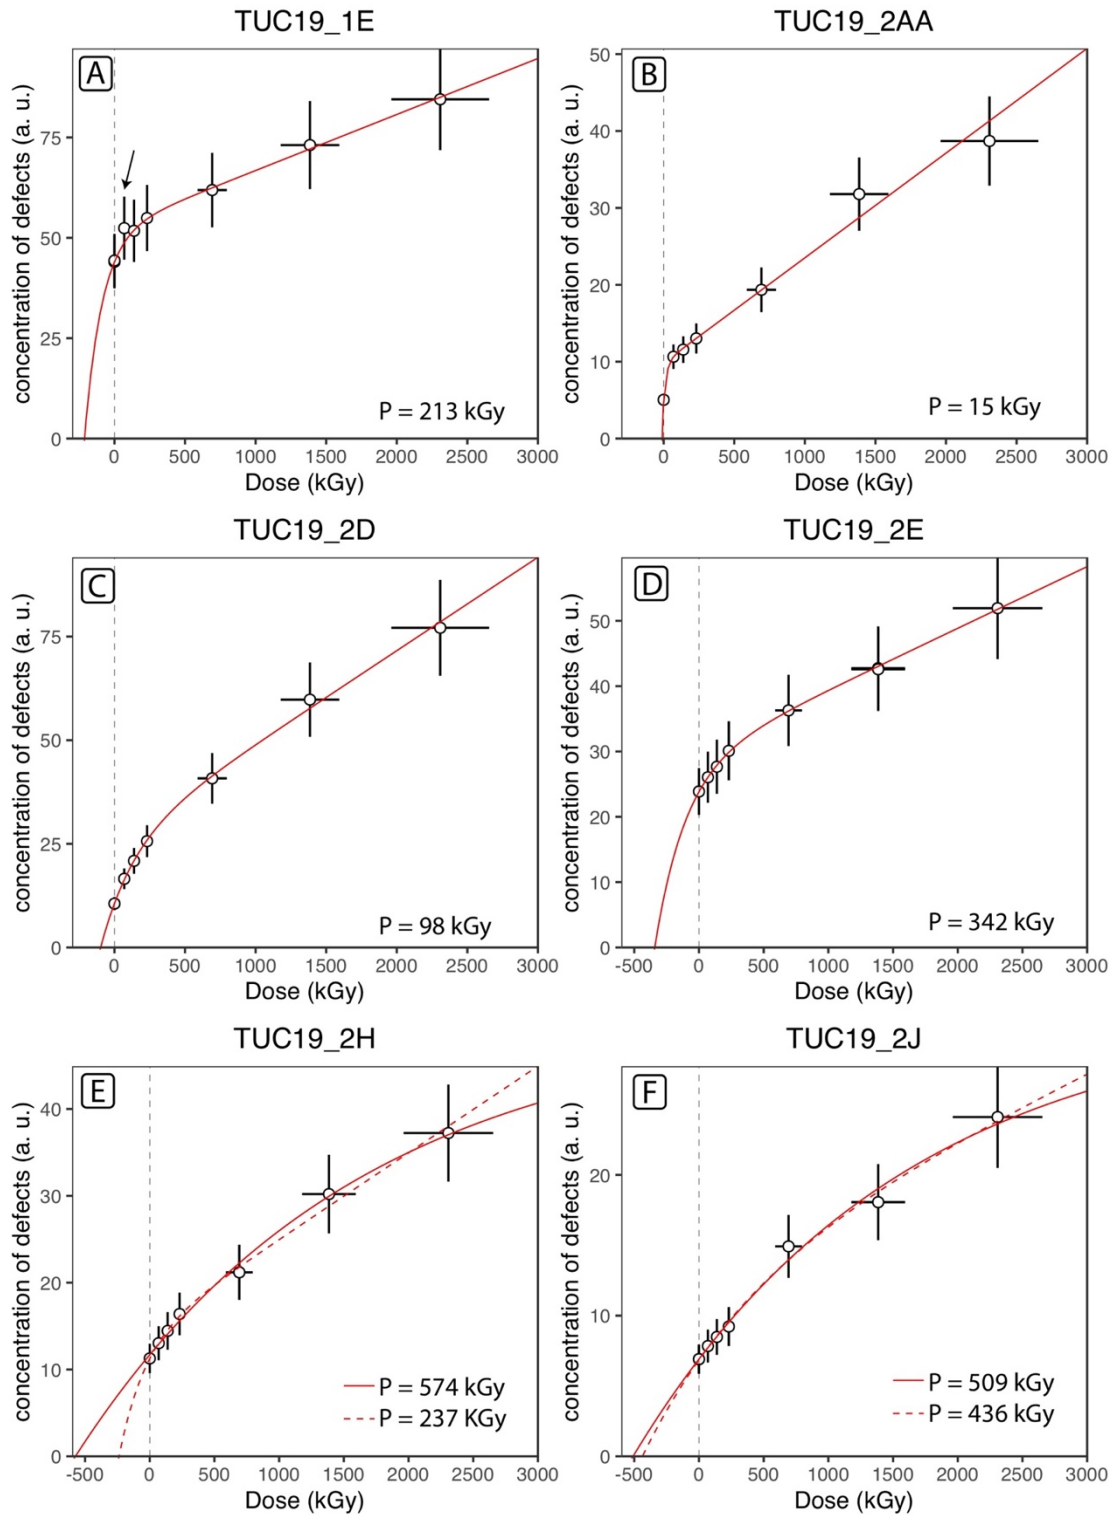 TUC19_1E
A
concentration of defects (a. u.)
75
50
25
0
P = 213 kGy
0 500 1000 1500 2000 2500 3000
Dose (kGy)
TUC19_2AA
B
concentration of defects (a. u.)
50
40
30
20
10
0
P = 15 kGy
0 500 1000 1500 2000 2500 3000
Dose (kGy)
TUC19_2D
C
concentration of defects (a. u.)
75
50
25
0
P = 98 kGy
0 500 1000 1500 2000 2500 3000
Dose (kGy)
TUC19_2E
D
concentration of defects (a. u.)
50
40
30
20
10
0
P = 342 kGy
-500 0 500 1000 1500 2000 2500 3000
Dose (kGy)
TUC19_2H
E
concentration of defects (a. u.)
40
30
20
10
0
P = 574 kGy
P = 237 KGy
-500 0 500 1000 1500 2000 2500 3000
Dose (kGy)
TUC19_2J
F
concentration of defects (a. u.)
20
10
0
P = 509 kGy
P = 436 kGy
-500 0 500 1000 1500 2000 2500 3000
Dose (kGy)